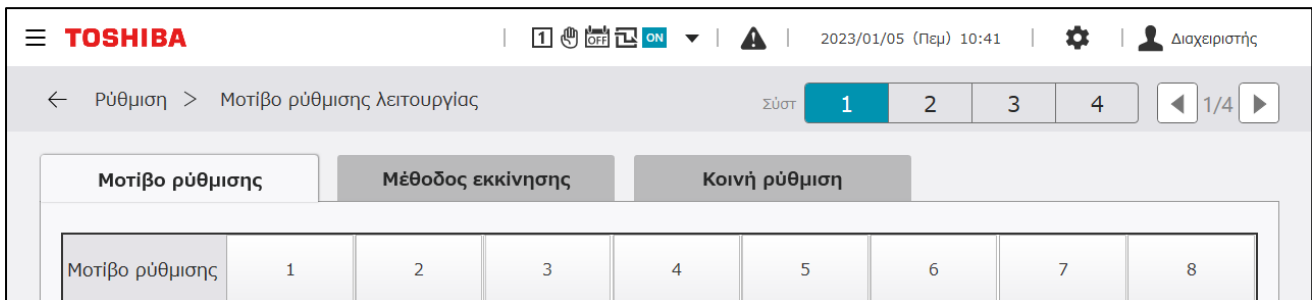 TOSHIBA 1 OFF ON 2023/01/05 (Πεμ) 10:41 Διαχειριστής
Ρύθμιση > Μοτίβο ρύθμισης λειτουργίας Σύστ 1 2 3 4 1/4
Μοτίβο ρύθμισης Μέθοδος εκκίνησης Κοινή ρύθμιση
Μοτίβο ρύθμισης 1 2 3 4 5 6 7 8